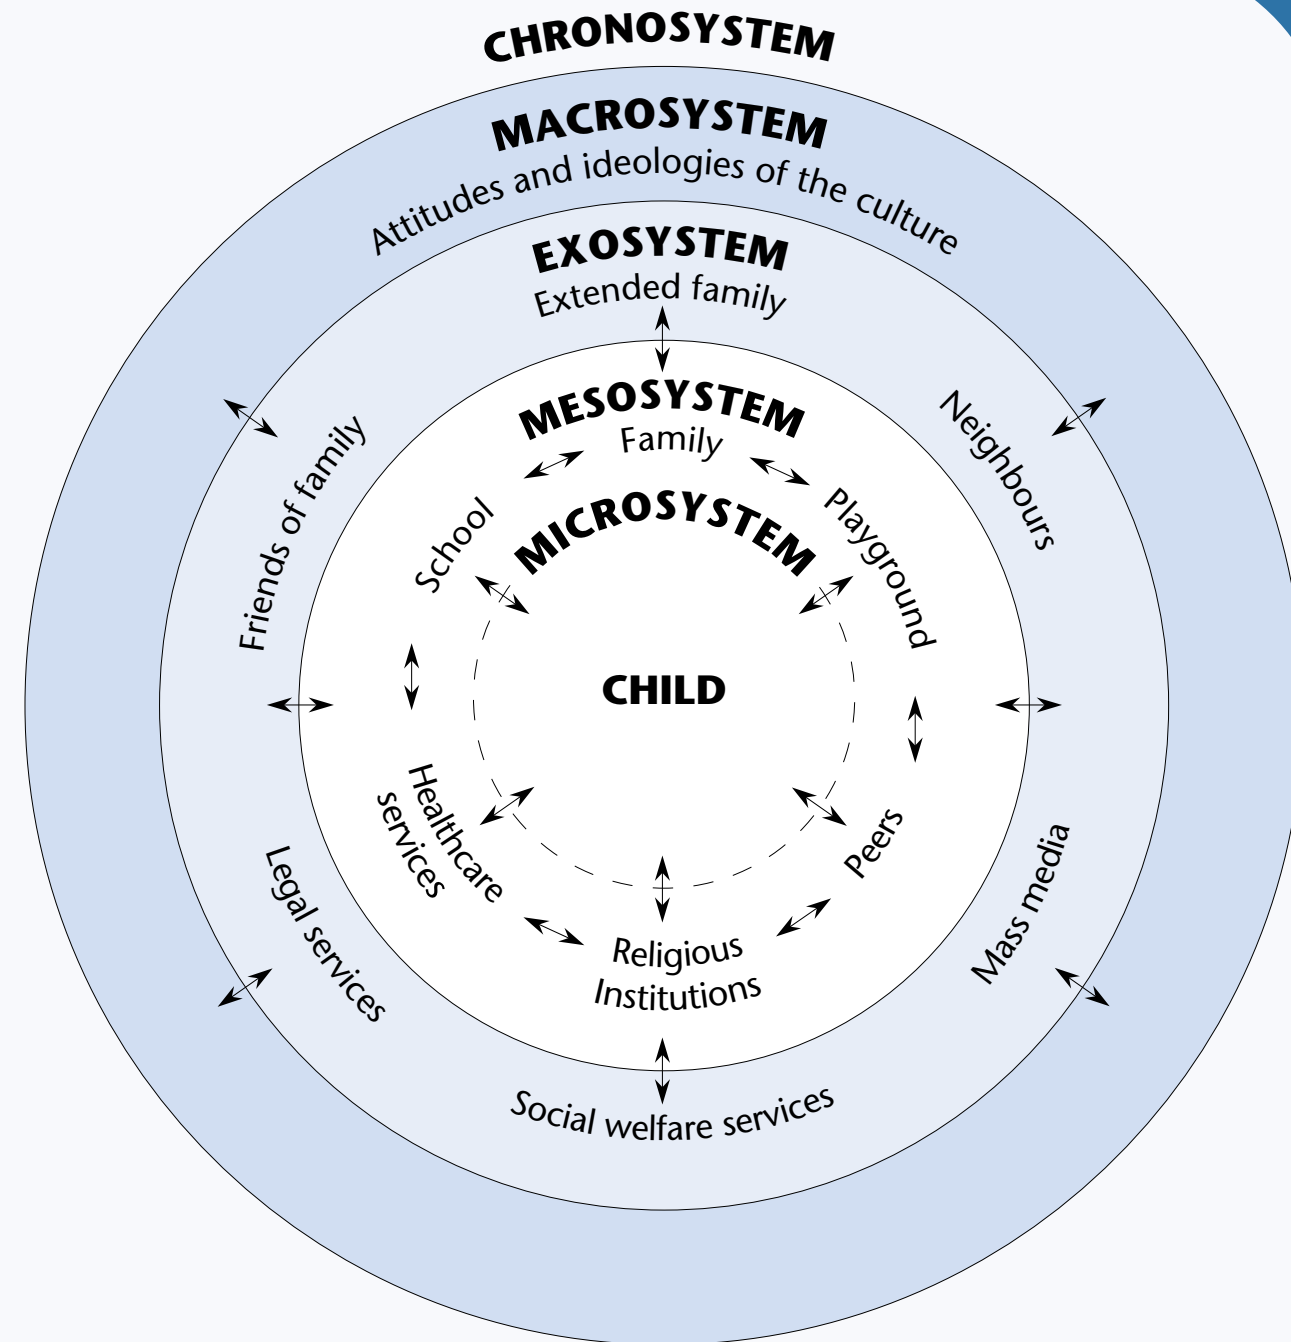 CHRONOSYSTEM
MACROSYSTEM
Attitudes and ideologies of the culture
EXOSYSTEM
Extended family
MESOSYSTEM
Family
MICROSYSTEM
School
Playground
Friends of family
Neighbours
CHILD
Healthcare
services
Peers
Legal services
Mass media
Religious
Institutions
Social welfare services